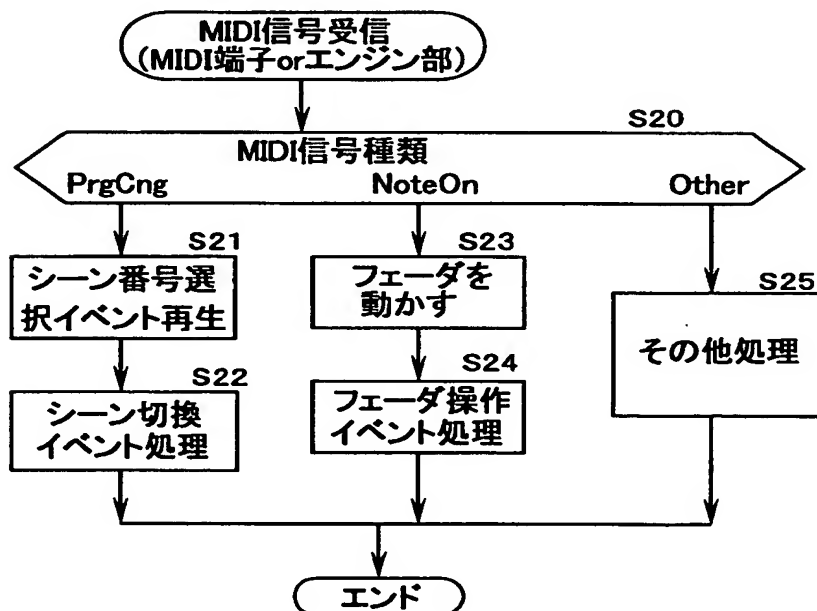 MIDI信号受信
(MIDI端子orエンジン部)
S20
MIDI信号種類
PrgCng
NoteOn
Other
S21
シーン番号選
択イベント再生
S22
シーン切換
イベント処理
S23
フェーダを
動かす
S24
フェーダ操作
イベント処理
S25
その他処理
エンド